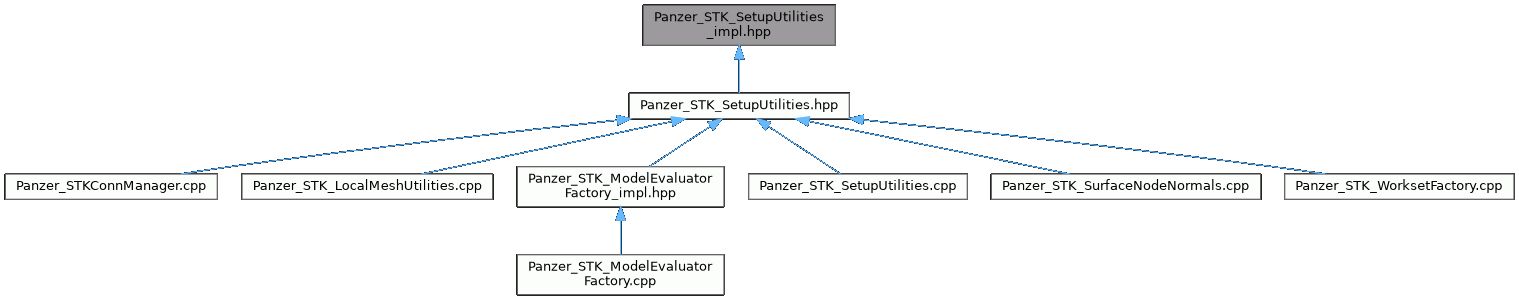 Panzer_STK_SetupUtilities
_impl.hpp
Panzer_STK_SetupUtilities.hpp
Panzer_STKConnManager.cpp
Panzer_STK_LocalMeshUtilities.cpp
Panzer_STK_ModelEvaluator
Factory_impl.hpp
Panzer_STK_SetupUtilities.cpp
Panzer_STK_SurfaceNodeNormals.cpp
Panzer_STK_WorksetFactory.cpp
Panzer_STK_ModelEvaluator
Factory.cpp